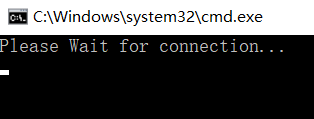 C:\Windows\system32\cmd.exe
Please Wait for connection...